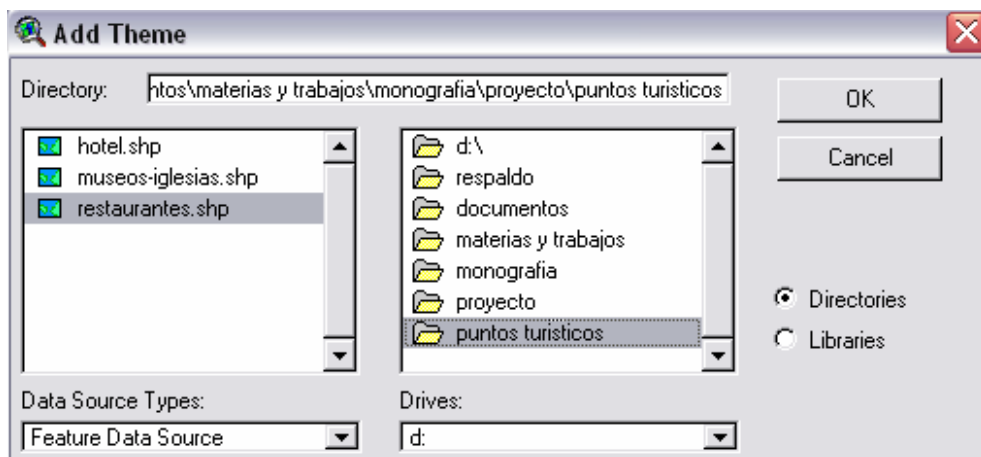 Add Theme
Directory: ntos\materias y trabajos\monografia\proyecto\puntos turisticos
OK
Cancel
hotel.shp
museos-iglesias.shp
restaurantes.shp
d:\
respaldo
documentos
materias y trabajos
monografia
proyecto
puntos turisticos
Directories
Libraries
Data Source Types:
Feature Data Source
Drives:
d: